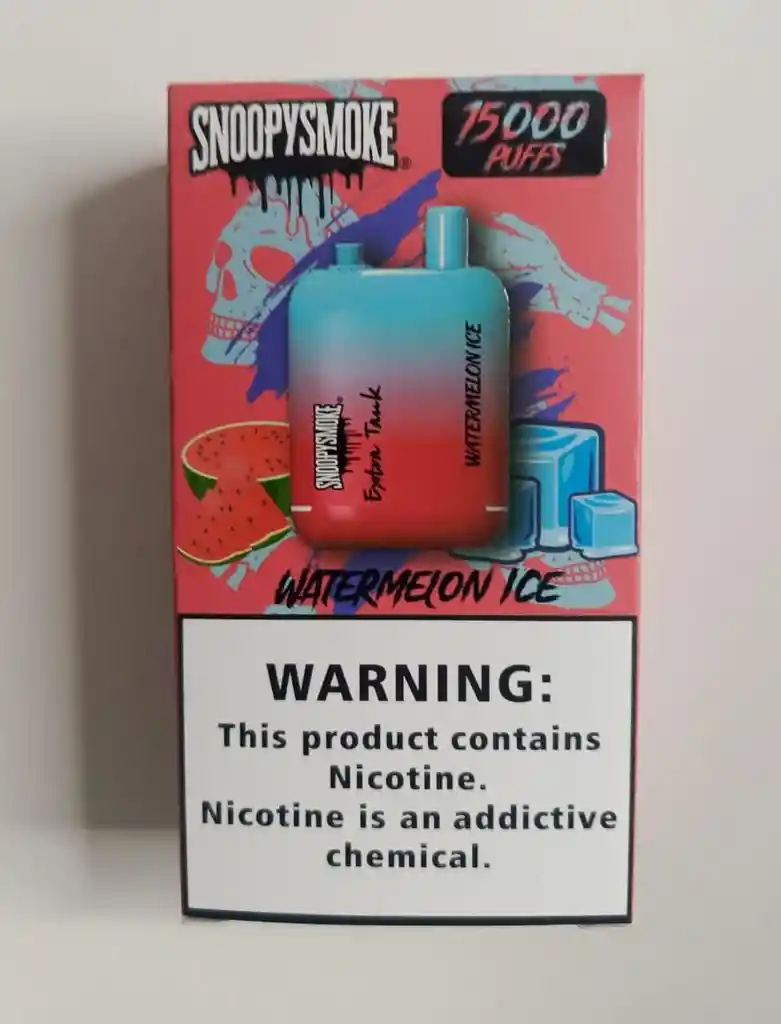 SNOOPYSMOKE®
15000
PUFFS
SNOOPYSMOKE®
Extra Tank
WATERMELON ICE
WATERMELON ICE
WARNING:
This product contains
Nicotine.
Nicotine is an addictive
chemical.